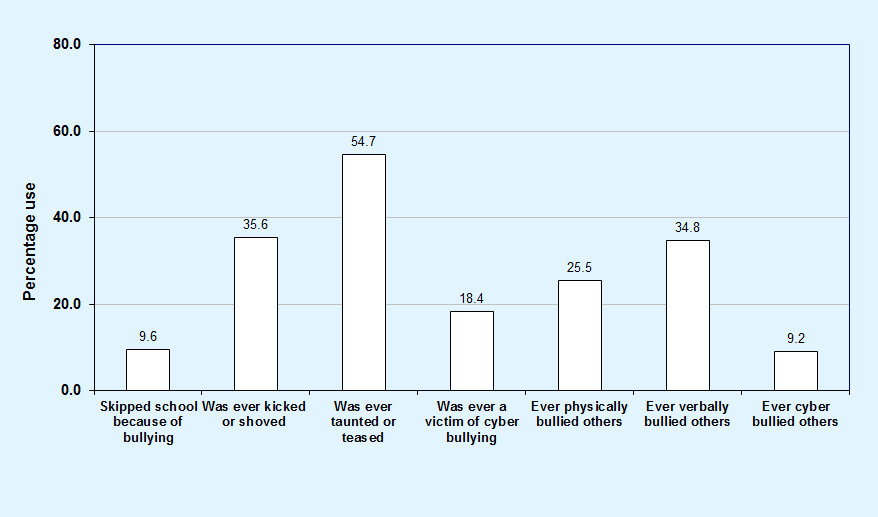 80.0
60.0
40.0
20.0
0.0
Percentage use
9.6
35.6
54.7
18.4
25.5
34.8
9.2
Skipped school
because of
bullying
Was ever kicked
or shoved
Was ever
taunted or
teased
Was ever a
victim of cyber
bullying
Ever physically
bullied others
Ever verbally
bullied others
Ever cyber
bullied others